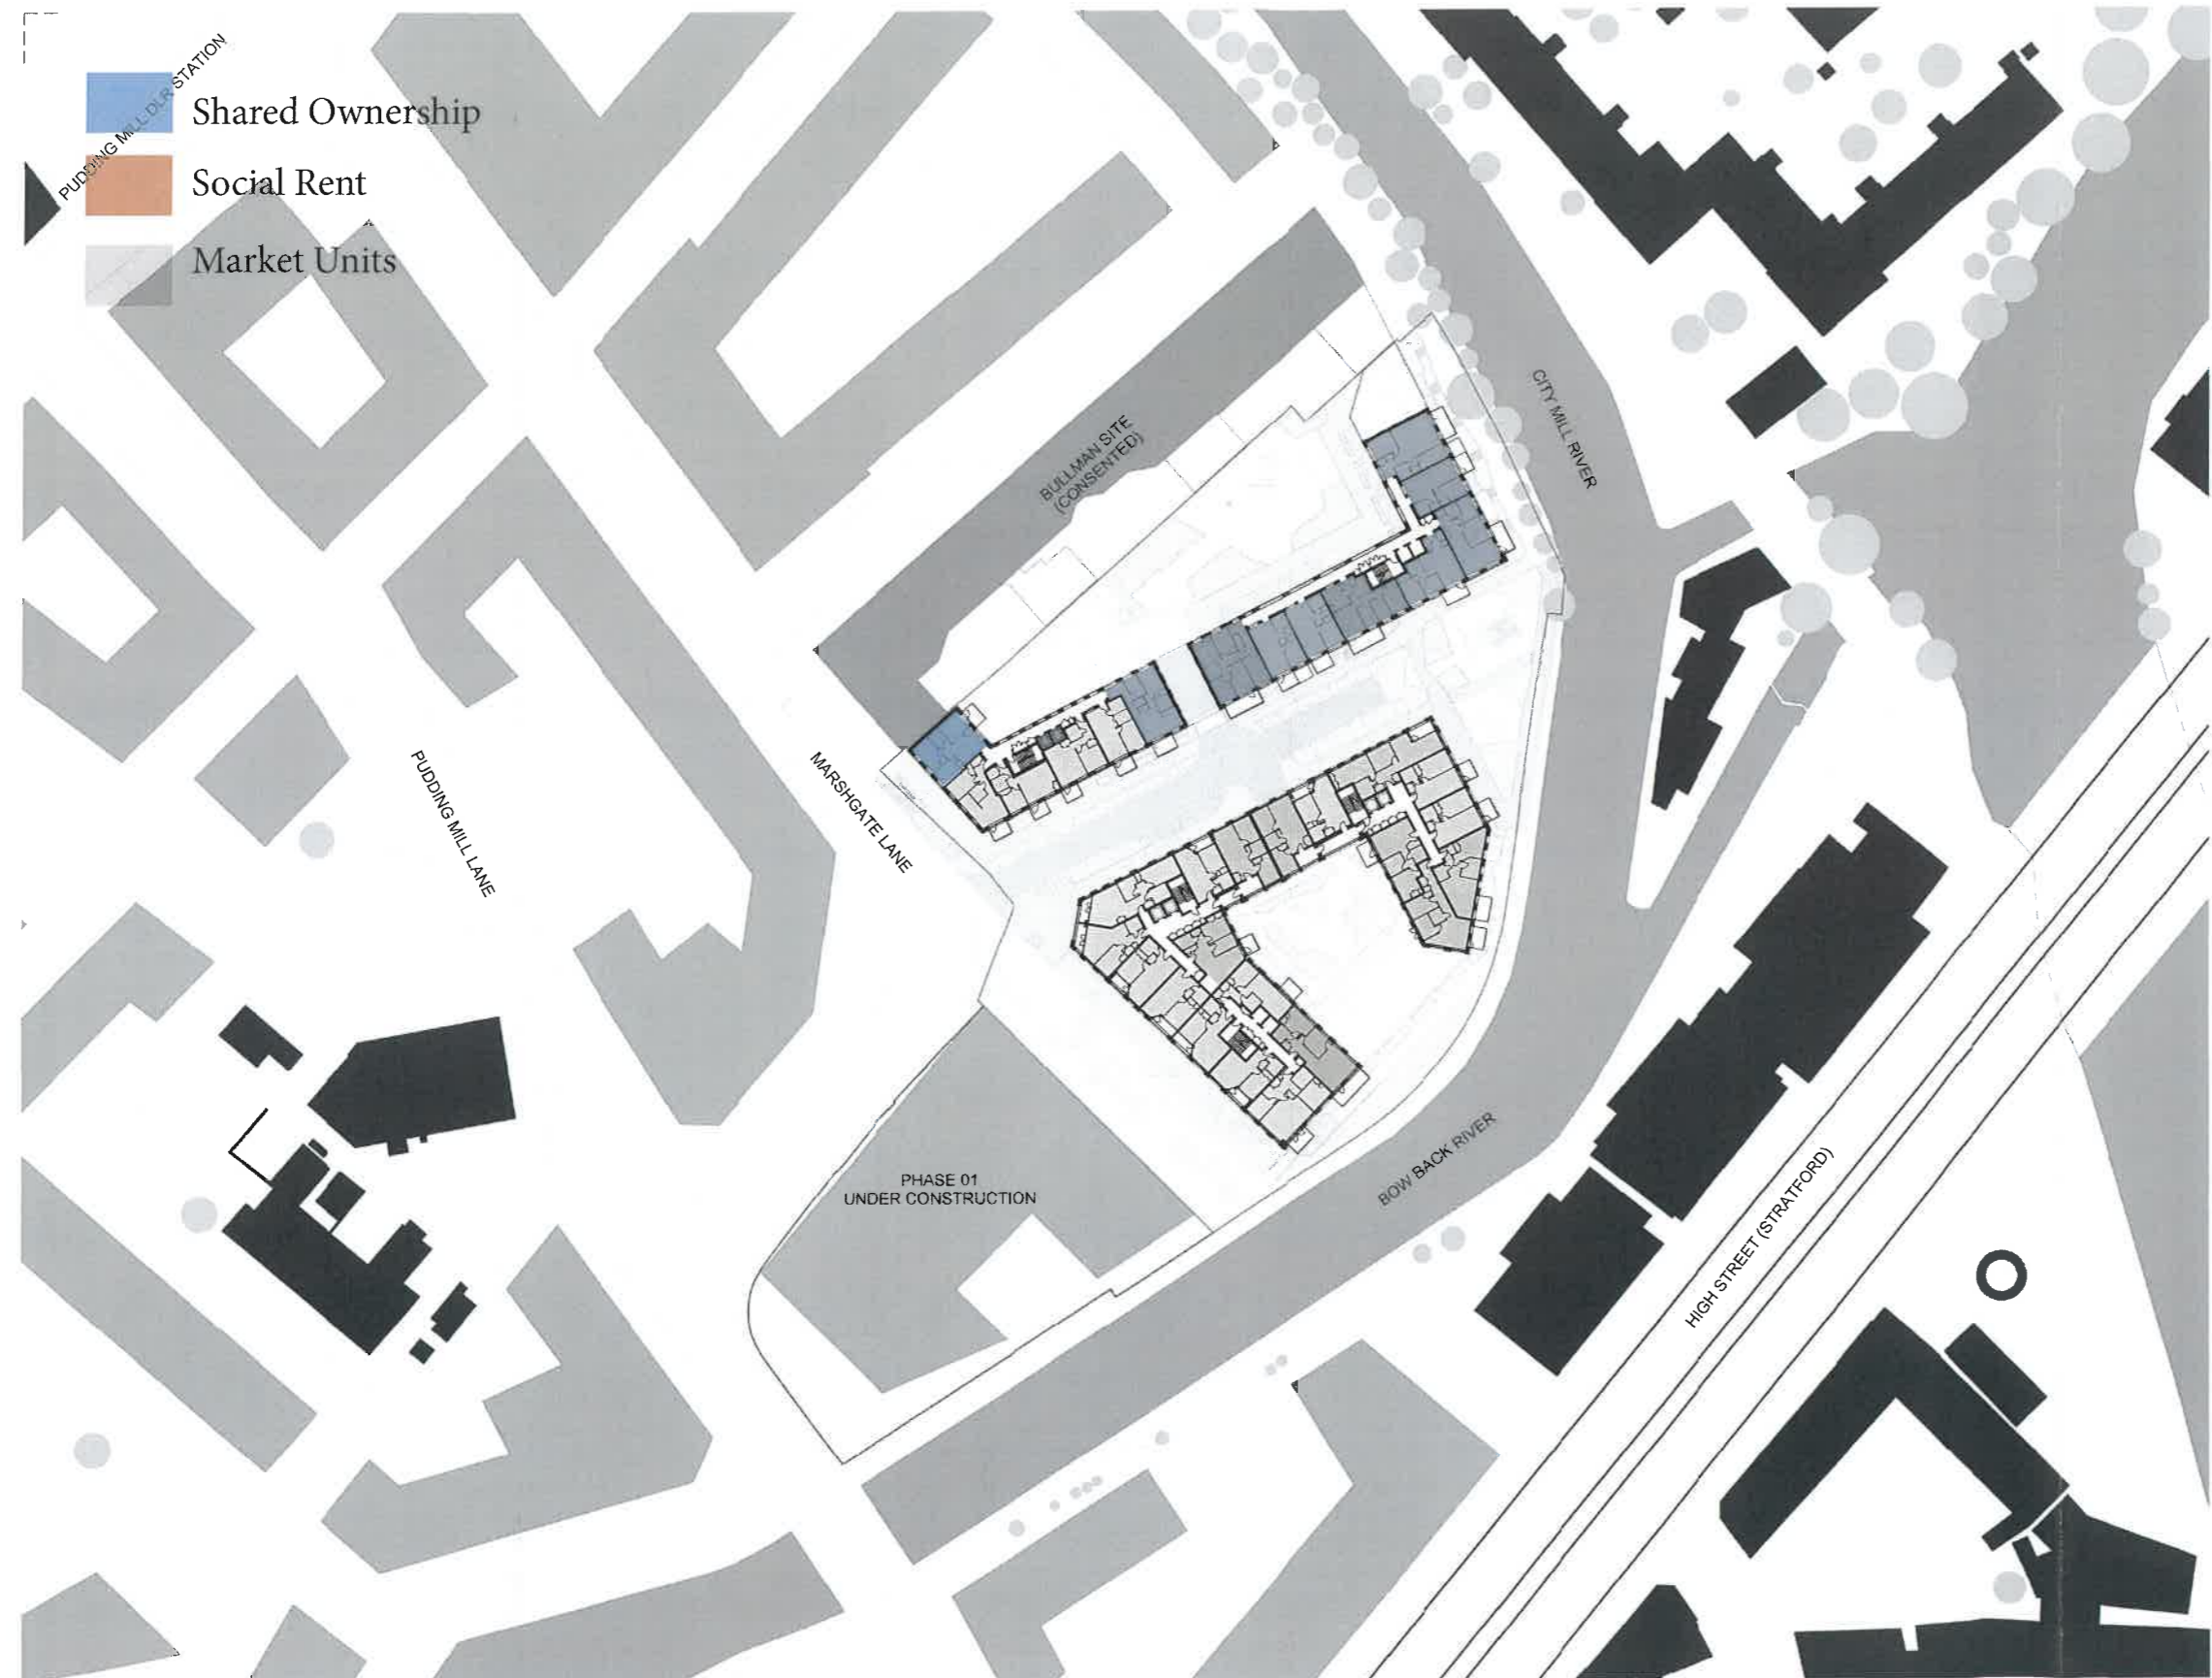 PUDDING MILL DLR STATION
Shared Ownership
Social Rent
Market Units
BULLMAN SITE
(CONSENTED)
CITY MILL RIVER
PUDDING MILL LANE
MARSHGATE LANE
PHASE 01
UNDER CONSTRUCTION
BOW BACK RIVER
HIGH STREET (STRATFORD)